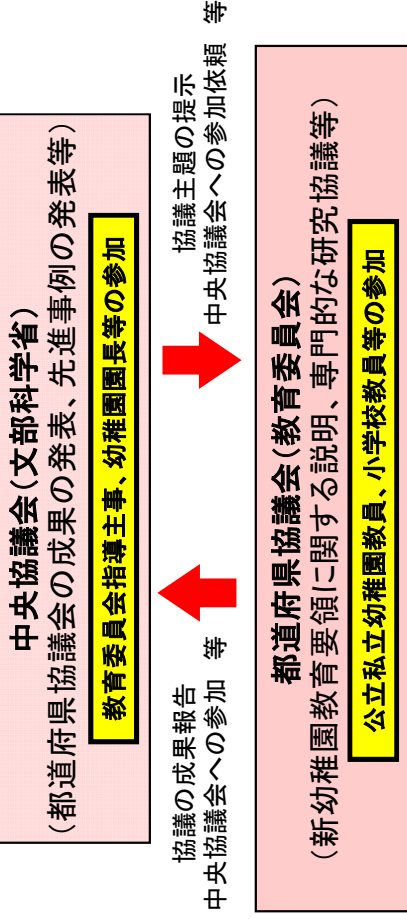 中央協議会（文部科学省）
（都道府県協議会の成果の発表、先進事例の発表等）
教育委員会指導主事、幼稚園園長等の参加
協議の成果報告
中央協議会への参加　等
協議主題の提示
中央協議会への参加依頼　等
都道府県協議会（教育委員会）
（新幼稚園教育要領に関する説明、専門的な研究協議等）
公立私立幼稚園教員、小学校教員等の参加